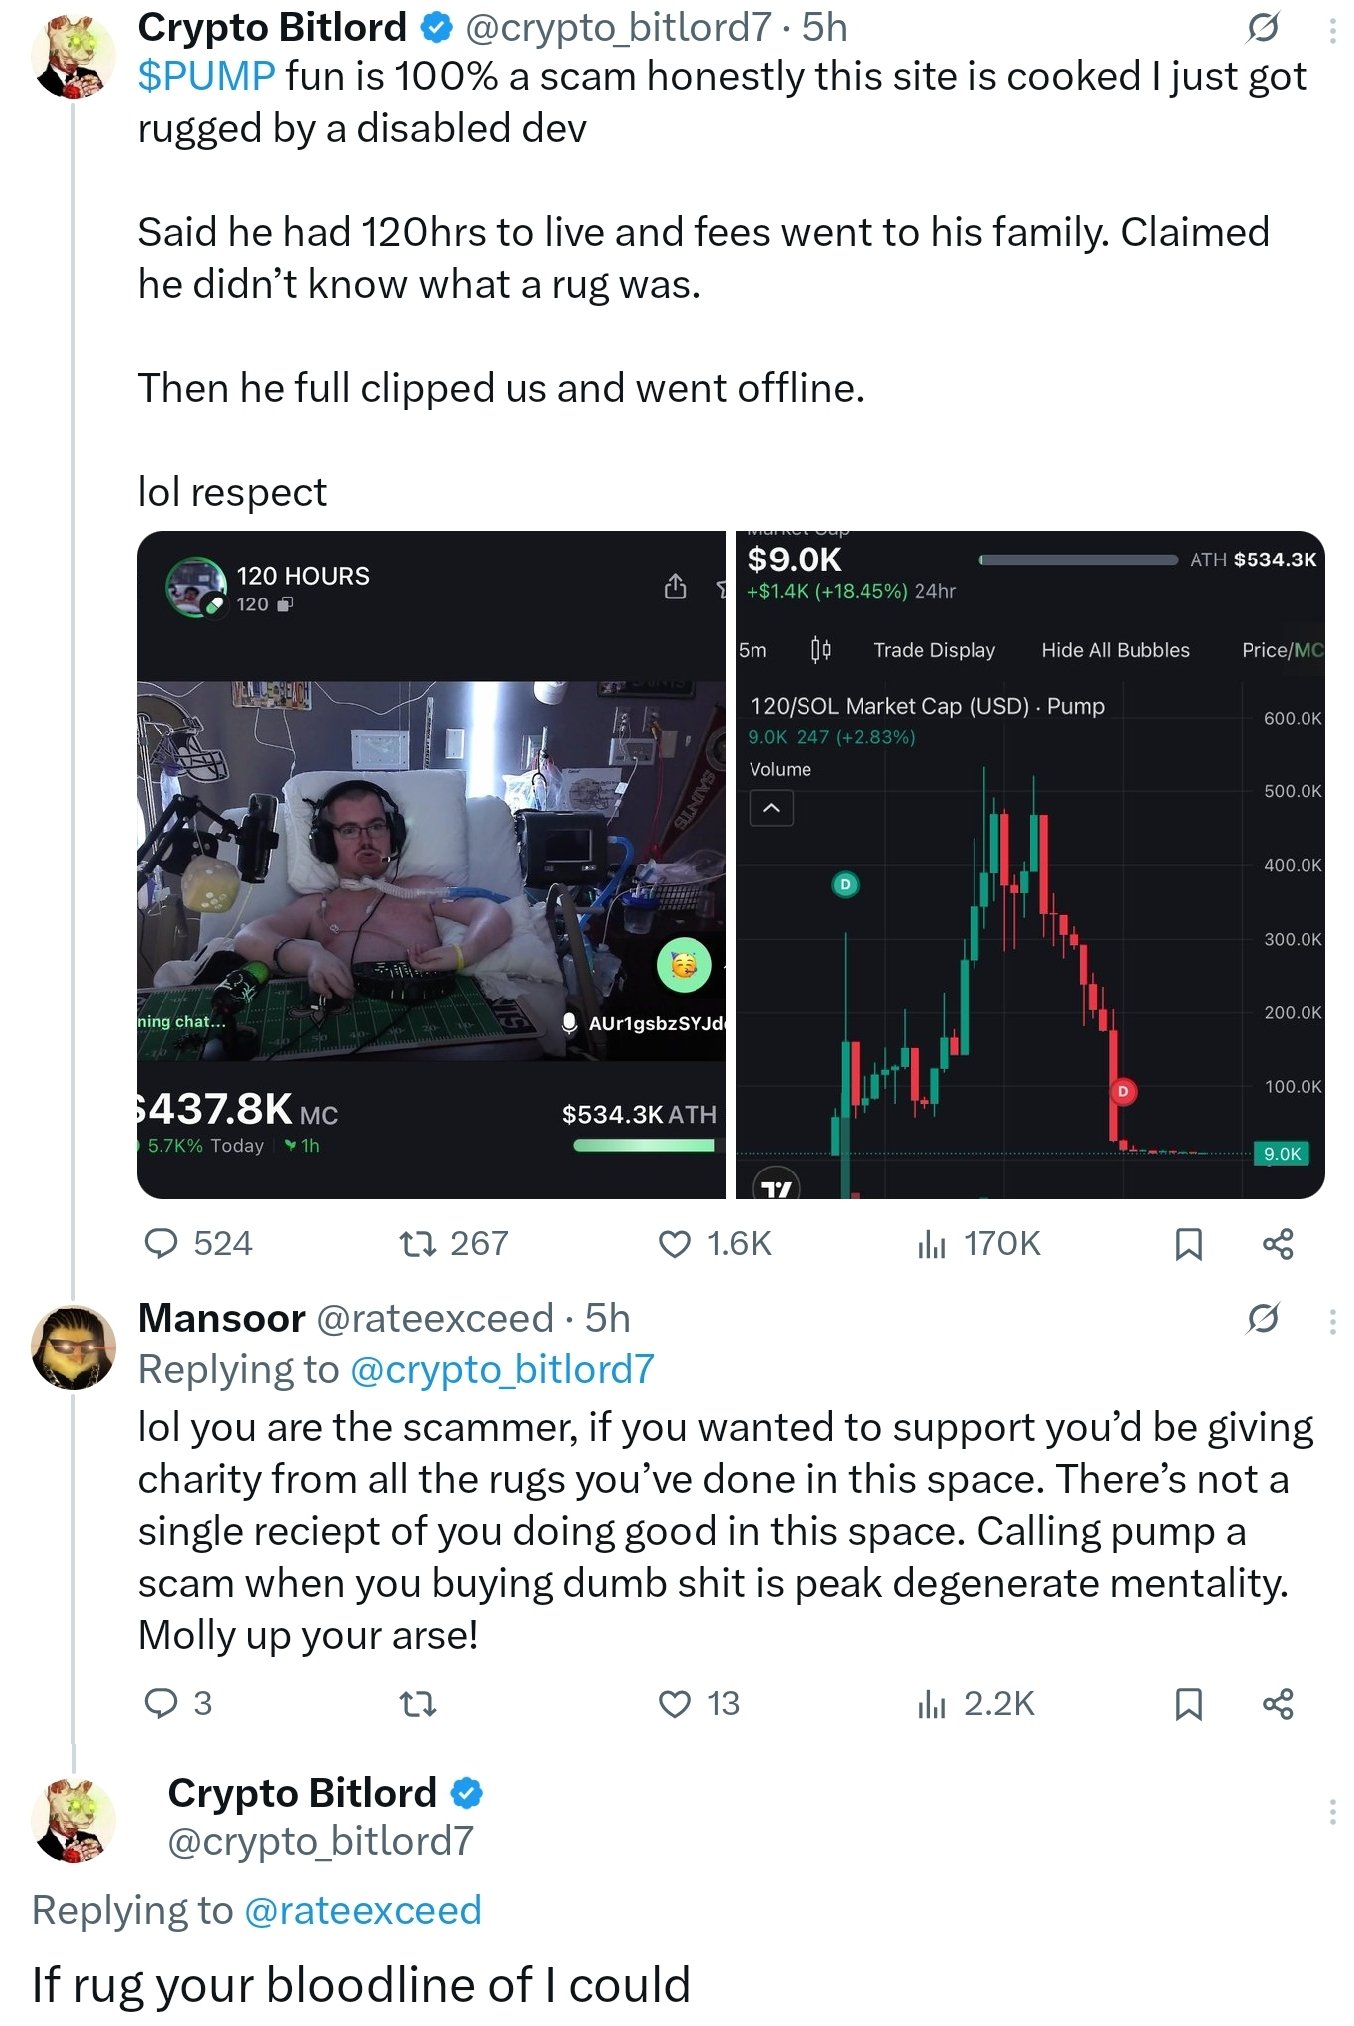 Crypto Bitlord @crypto_bitlord7 · 5h
$PUMP fun is 100% a scam honestly this site is cooked I just got
rugged by a disabled dev
Said he had 120hrs to live and fees went to his family. Claimed
he didn’t know what a rug was.
Then he full clipped us and went offline.
lol respect
120 HOURS
120
SAINTS
ning chat...
AUr1gsbzSYJd
$437.8K MC
$534.3K ATH
5.7K% Today 1h
Market Cap
$9.0K
ATH $534.3K
+$1.4K (+18.45%) 24hr
5m Trade Display Hide All Bubbles Price/MC
120/SOL Market Cap (USD) · Pump
9.0K 247 (+2.83%)
Volume
600.0K
500.0K
400.0K
D
300.0K
200.0K
100.0K
D
9.0K
524 267 1.6K 170K
Mansoor @rateexceed · 5h
Replying to @crypto_bitlord7
lol you are the scammer, if you wanted to support you’d be giving
charity from all the rugs you’ve done in this space. There’s not a
single reciept of you doing good in this space. Calling pump a
scam when you buying dumb shit is peak degenerate mentality.
Molly up your arse!
3 13 2.2K
Crypto Bitlord
@crypto_bitlord7
Replying to @rateexceed
If rug your bloodline of I could